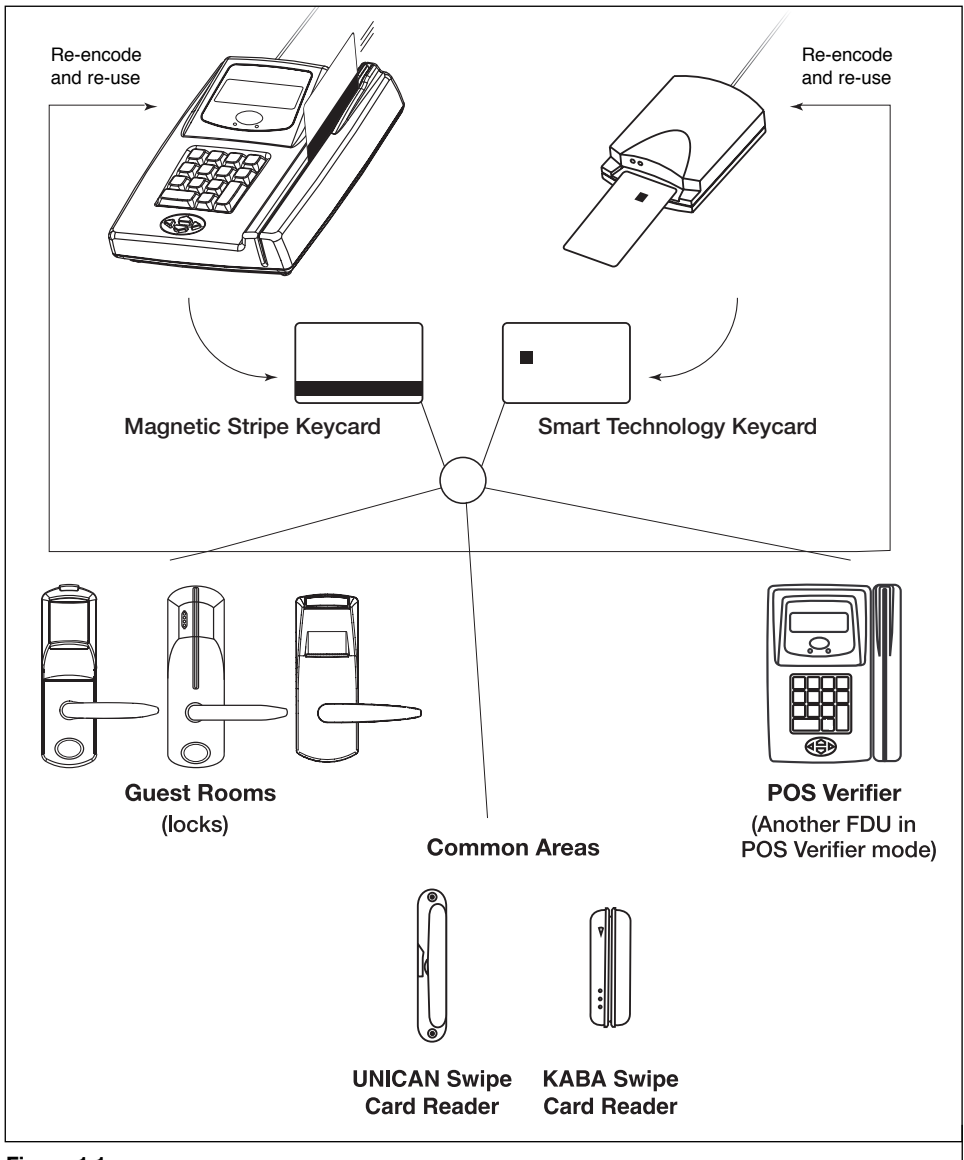 Re-encode
and re-use
Re-encode
and re-use
Magnetic Stripe Keycard
Smart Technology Keycard
Guest Rooms
(locks)
POS Verifier
(Another FDU in
POS Verifier mode)
Common Areas
UNICAN Swipe
Card Reader
KABA Swipe
Card Reader